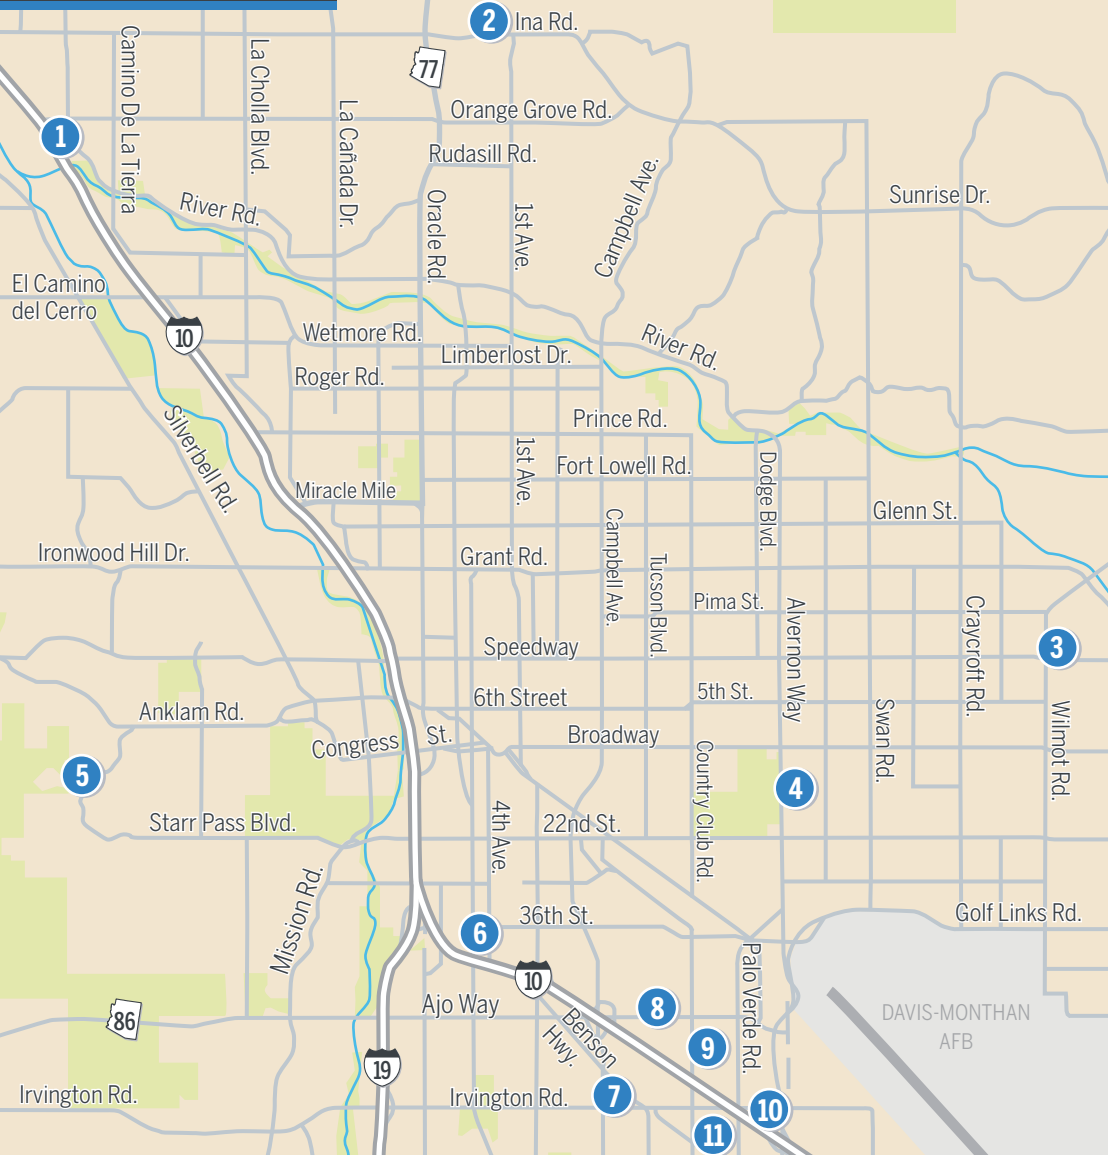 2
Ina Rd.
77
Camino De La Tierra
La Cholla Blvd.
La Cañada Dr.
Orange Grove Rd.
1
Rudasill Rd.
Campbell Ave.
Sunrise Dr.
River Rd.
Oracle Rd.
1st Ave.
El Camino
del Cerro
10
Wetmore Rd.
River Rd.
Limberlost Dr.
Roger Rd.
Prince Rd.
Silverbell Rd.
1st Ave.
Fort Lowell Rd.
Dodge Blvd.
Miracle Mile
Glenn St.
Campbell Ave.
Ironwood Hill Dr.
Grant Rd.
Tucson Blvd.
Pima St.
Alvernon Way
Craycroft Rd.
Speedway
3
6th Street
5th St.
Swan Rd.
Wilmot Rd.
Anklam Rd.
Congress St.
Broadway
Country Club Rd.
5
4
Starr Pass Blvd.
4th Ave.
22nd St.
Mission Rd.
36th St.
Golf Links Rd.
6
Palo Verde Rd.
10
86
Ajo Way
8
DAVIS-MONTHAN
AFB
Benson
Hwy.
9
19
Irvington Rd.
Irvington Rd.
7
10
11